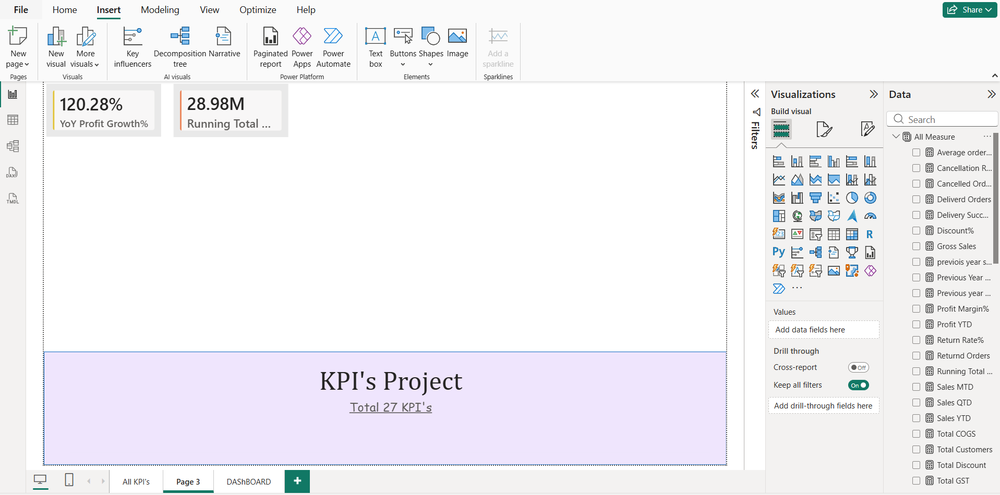 File Home Insert Modeling View Optimize Help Share
New page
New visual
More visuals
Key influencers
Decomposition tree
Narrative
Paginated report
Power Apps
Power Automate
Text box
Buttons
Shapes
Image
Add a sparkline
Pages Visuals AI visuals Power Platform Elements Sparklines
DAX
TMDL
120.28%
YoY Profit Growth%
28.98M
Running Total ...
KPI's Project
Total 27 KPI's
All KPI's Page 3 DAShBOARD
Filters
Visualizations
Build visual
123
R
Py
...
Values
Add data fields here
Drill through
Cross-report Off
Keep all filters On
Add drill-through fields here
Data
Search
All Measure ...
Average order...
Cancellation R...
Cancelled Ord...
Deliverd Orders
Delivery Succ...
Discount%
Gross Sales
previois year s...
Previous Year ...
Previous year ...
Profit Margin%
Profit YTD
Return Rate%
Returnd Orders
Running Total ...
Sales MTD
Sales QTD
Sales YTD
Total COGS
Total Customers
Total Discount
Total GST